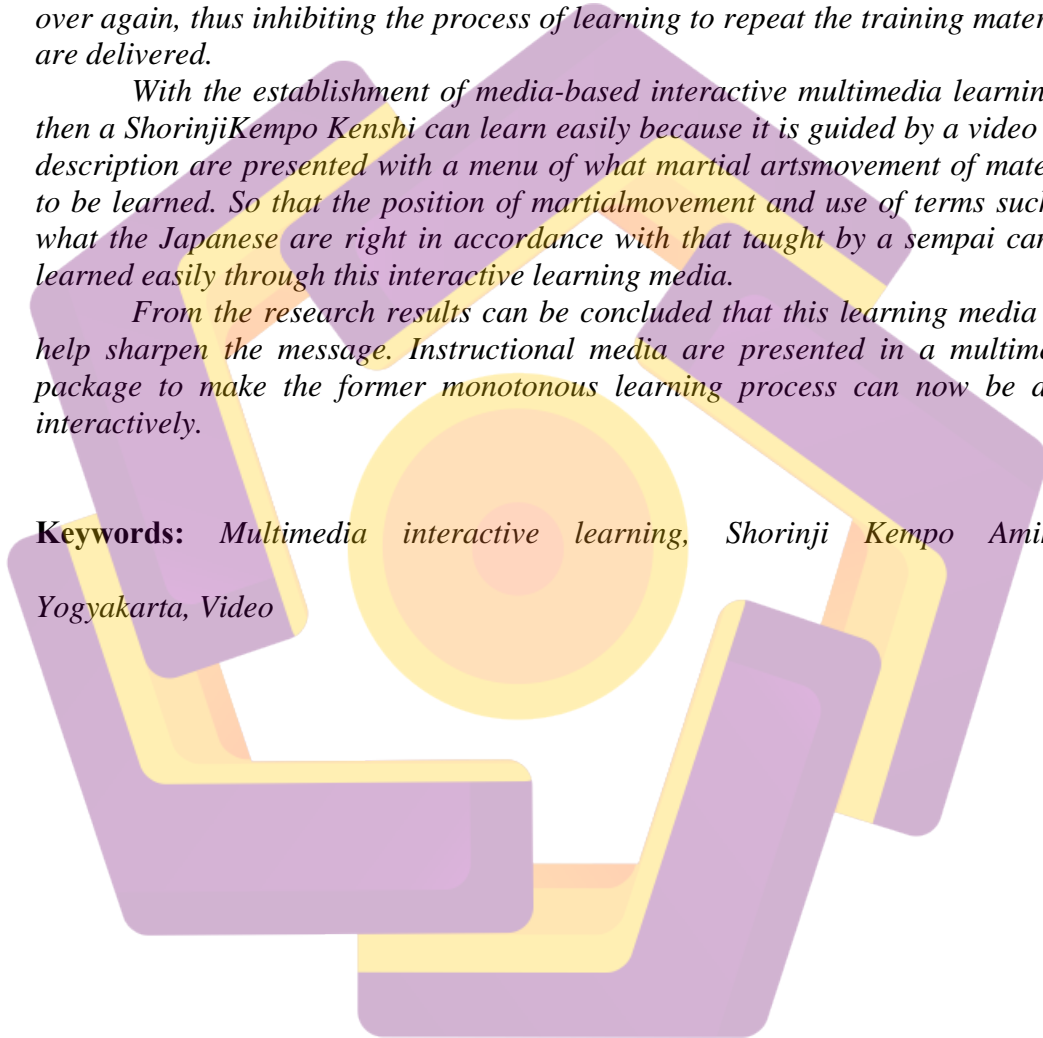 over again, thus inhibiting the process of learning to repeat the training mater
are delivered.
With the establishment of media-based interactive multimedia learnin
then a ShorinjiKempo Kenshi can learn easily because it is guided by a video
description are presented with a menu of what martial artsmovement of mate
to be learned. So that the position of martialmovement and use of terms such
what the Japanese are right in accordance with that taught by a sempai can
learned easily through this interactive learning media.
From the research results can be concluded that this learning media
help sharpen the message. Instructional media are presented in a multime
package to make the former monotonous learning process can now be a
interactively.
Keywords: Multimedia interactive learning, Shorinji Kempo Ami
Yogyakarta, Video